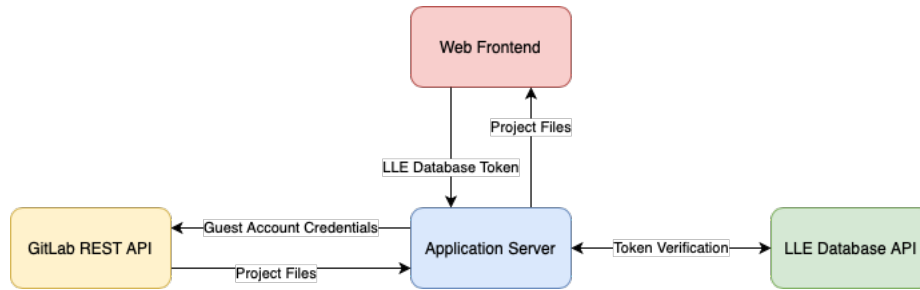 Web Frontend
Project Files
LLE Database Token
Guest Account Credentials
GitLab REST API
Application Server
Token Verification
LLE Database API
Project Files